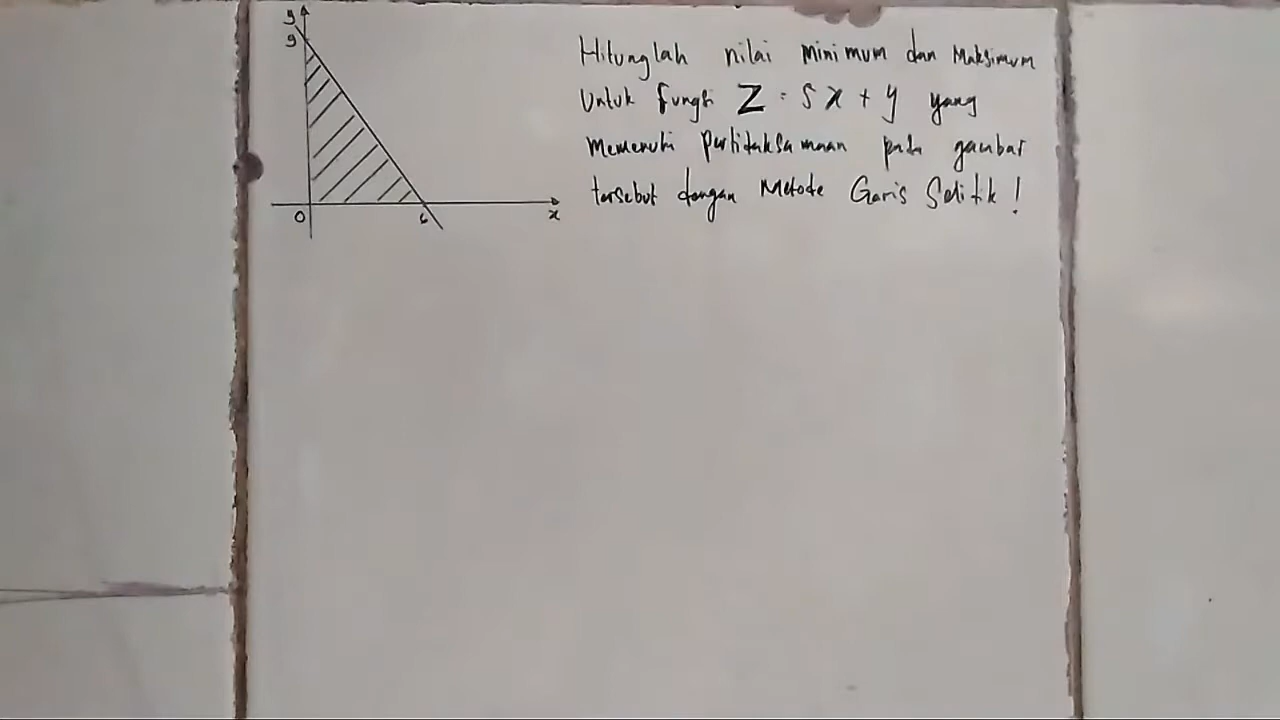 y
9
0
6
x
Hitunglah nilai minimum dan Maksimum
Untuk fungsi Z = 5x + y yang
memenuhi pertidaksamaan pada gambar
tersebut dengan Metode Garis Selidik !